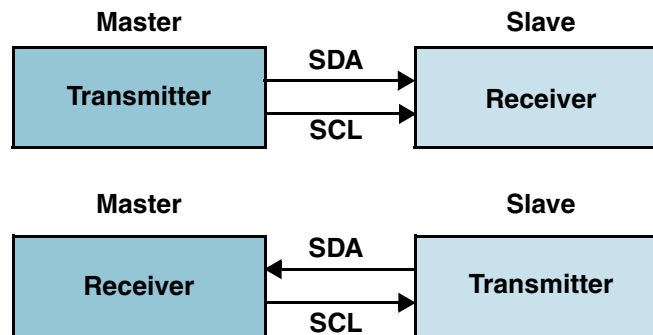 Master Slave
Transmitter SDA Receiver
SCL
Master Slave
Receiver SDA Transmitter
SCL